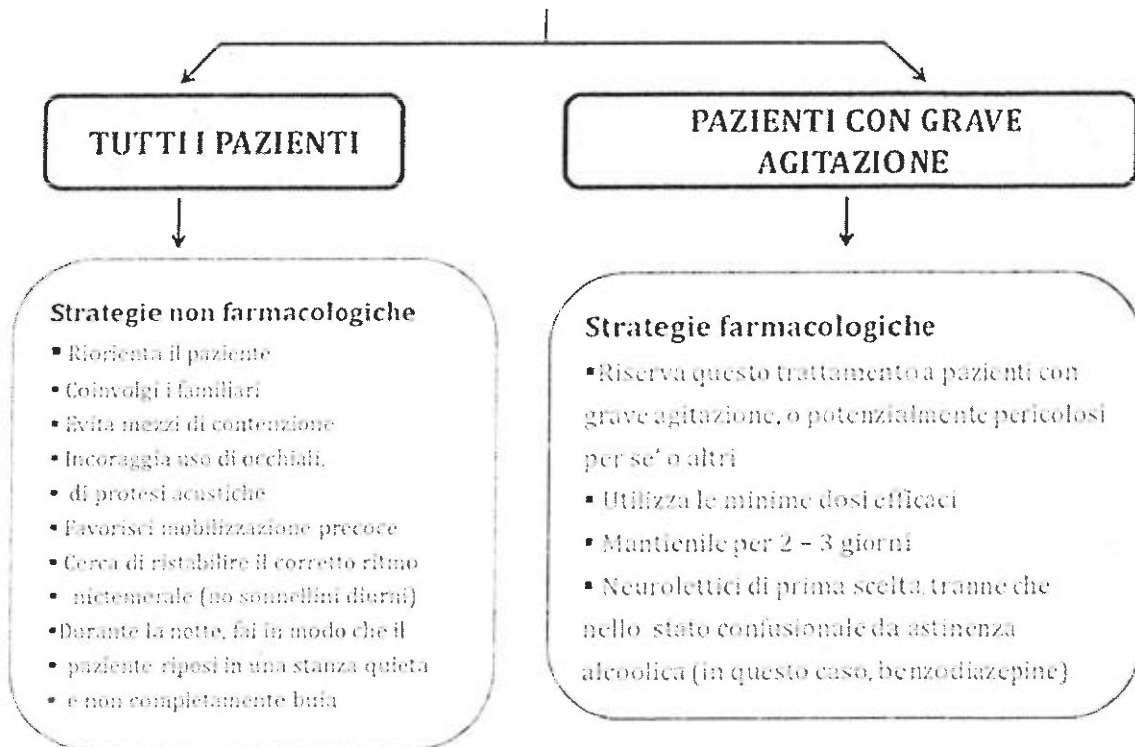 TUTTI I PAZIENTI
Strategie non farmacologiche
▪ Riorienta il paziente
▪ Coinvolgi i familiari
▪ Evita mezzi di contenzione
▪ Incoraggia uso di occhiali,
▪ di protesi acustiche
▪ Favorisci mobilizzazione precoce
▪ Cerca di ristabilire il corretto ritmo
▪ nictemerale (no sonnellini diurni)
▪Durante la notte, fai in modo che il
▪ paziente riposi in una stanza quieta
▪ e non completamente buia
PAZIENTI CON GRAVE
AGITAZIONE
Strategie farmacologiche
▪Riserva questo trattamento a pazienti con
grave agitazione, o potenzialmente pericolosi
per se' o altri
▪ Utilizza le minime dosi efficaci
▪ Mantienile per 2 – 3 giorni
▪ Neurolettici di prima scelta tranne che
nello stato confusionale da astinenza
alcoolica (in questo caso, benzodiazepine)